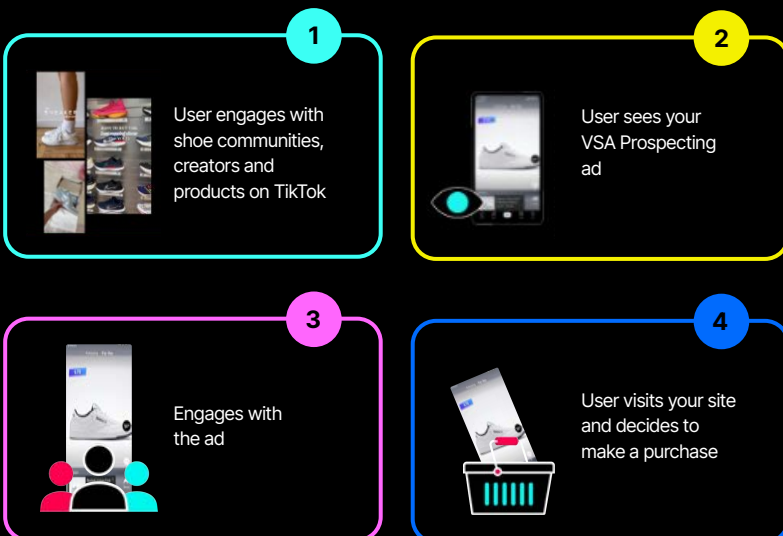 1
User engages with
shoe communities,
creators and
products on TikTok
2
User sees your
VSA Prospecting
ad
3
Engages with
the ad
4
User visits your site
and decides to
make a purchase